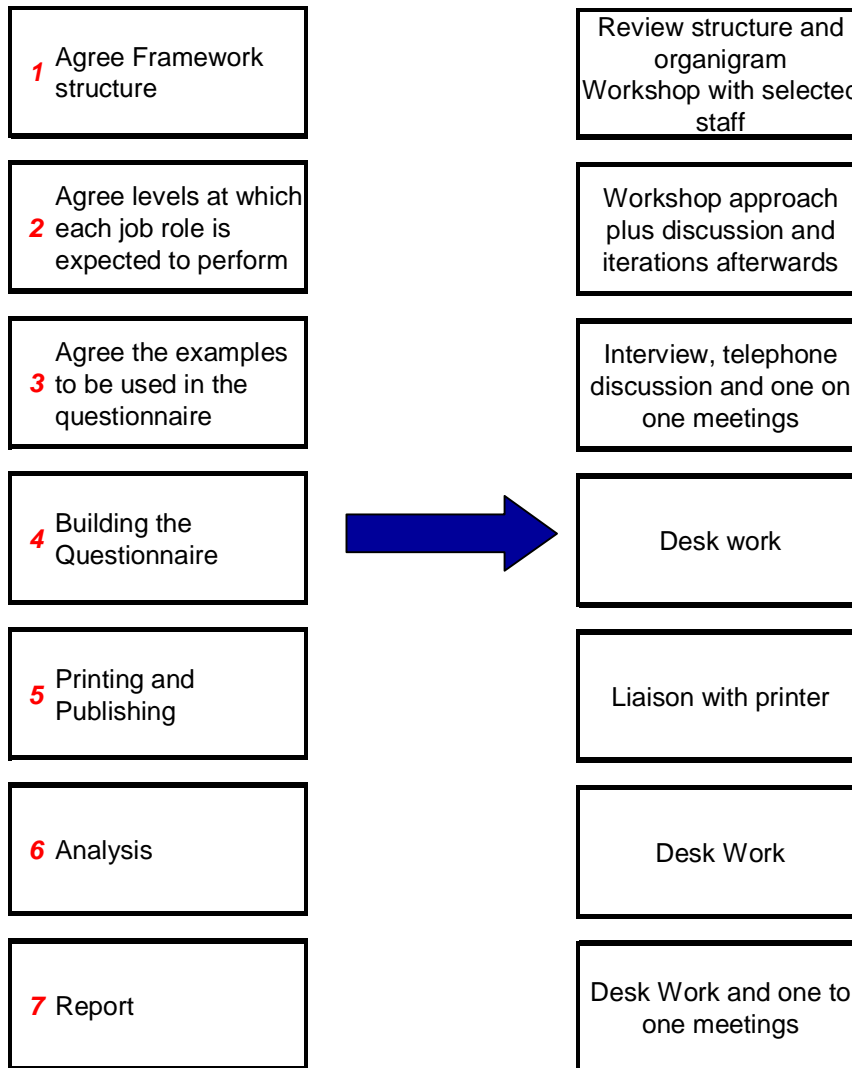 1 Agree Framework
structure
Review structure and
organigram
Workshop with selected
staff
2 Agree levels at which
each job role is
expected to perform
Workshop approach
plus discussion and
iterations afterwards
3 Agree the examples
to be used in the
questionnaire
Interview, telephone
discussion and one on
one meetings
4 Building the
Questionnaire
Desk work
5 Printing and
Publishing
Liaison with printer
6 Analysis
Desk Work
7 Report
Desk Work and one to
one meetings